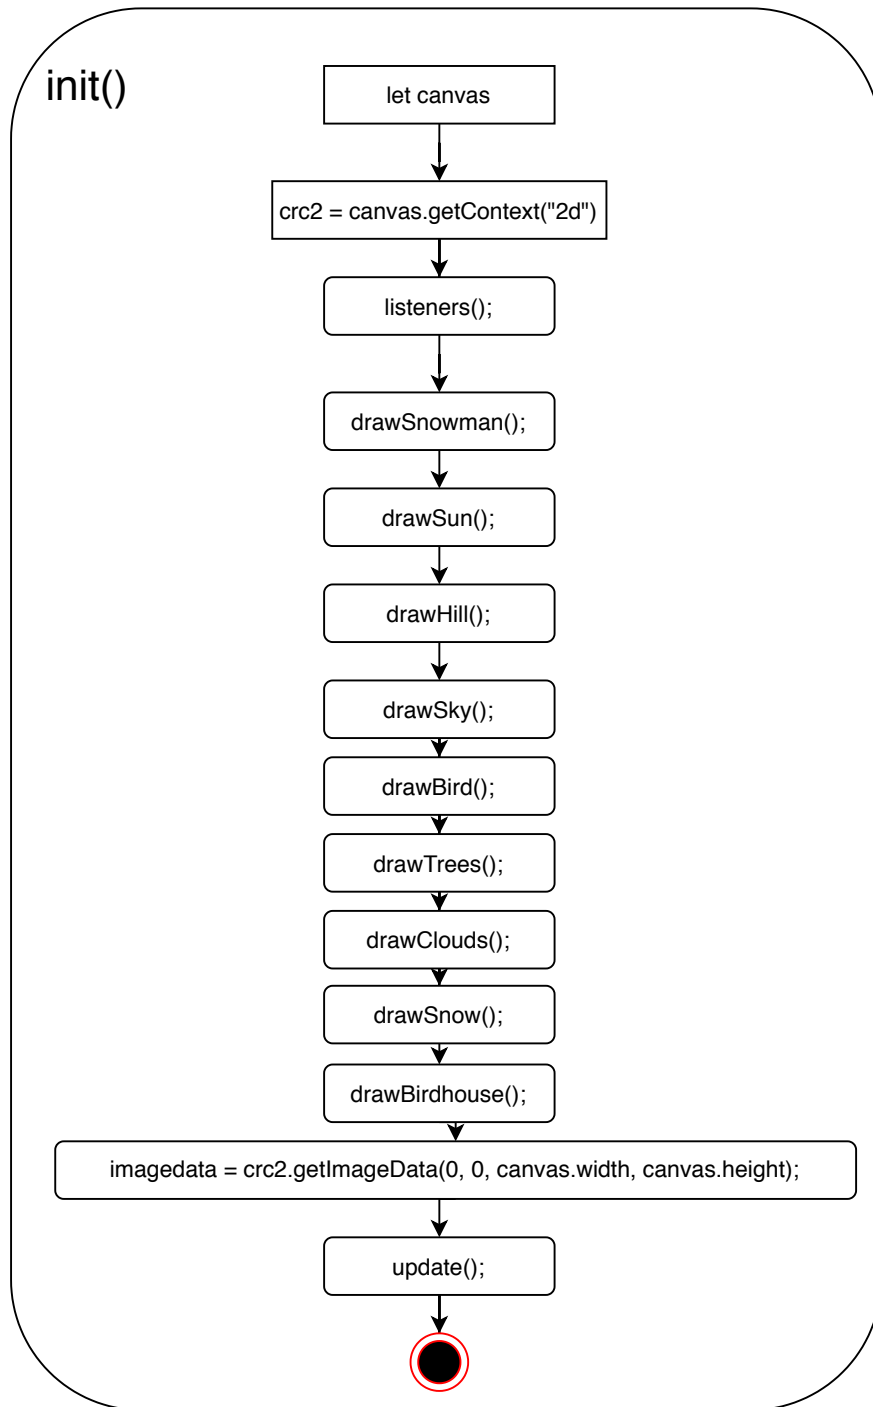 init()
let canvas
crc2 = canvas.getContext("2d")
listeners();
drawSnowman();
drawSun();
drawHill();
drawSky();
drawBird();
drawTrees();
drawClouds();
drawSnow();
drawBirdhouse();
imagedata = crc2.getImageData(0, 0, canvas.width, canvas.height);
update();